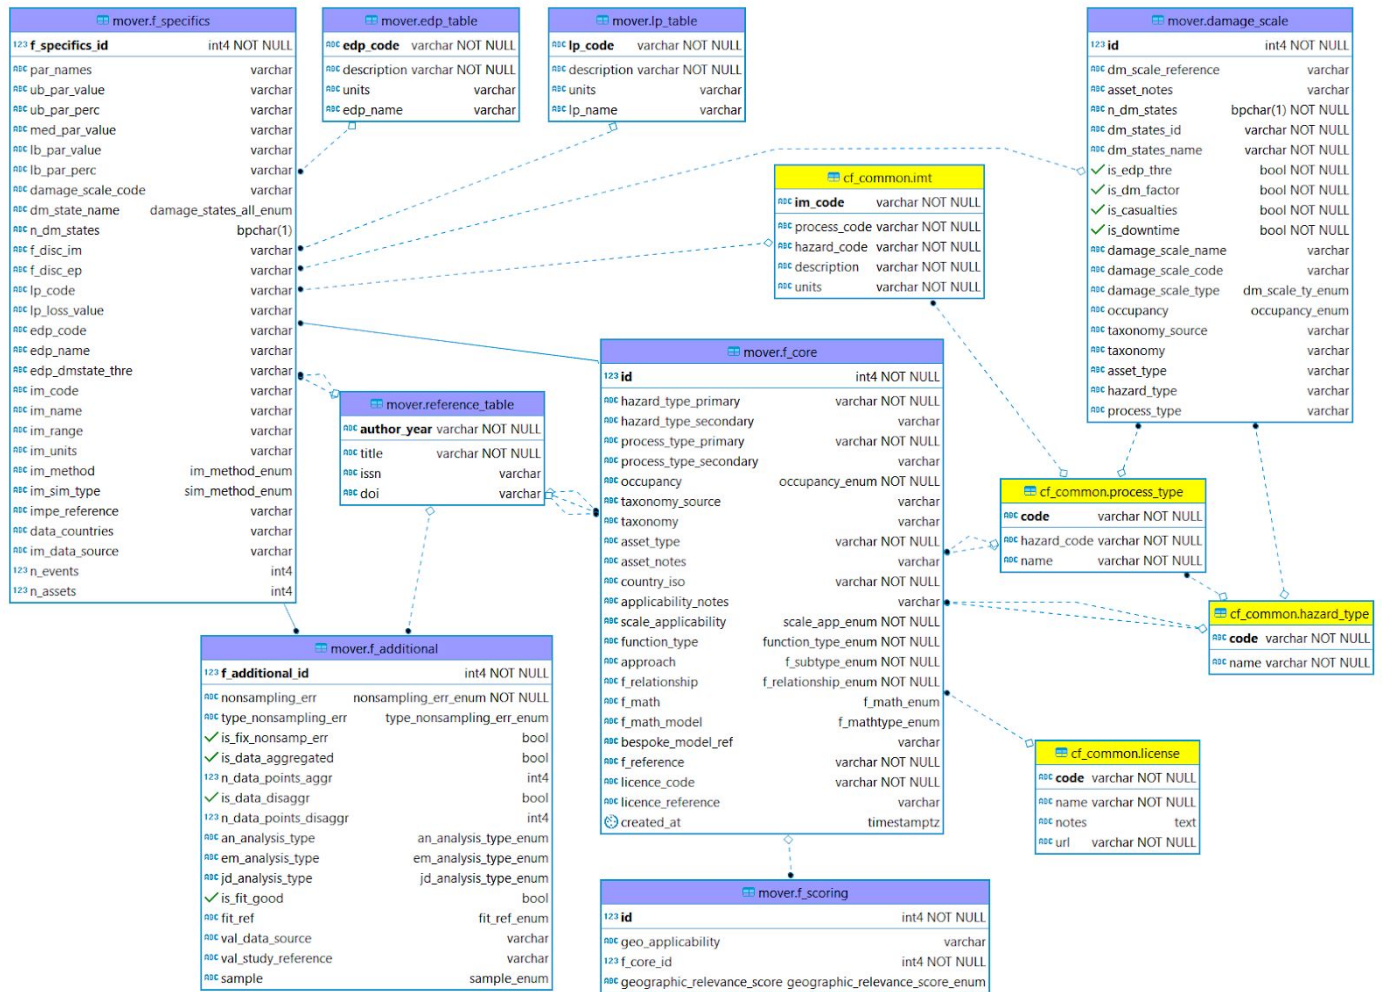 mover.f_specifics
f_specifics_id int4 NOT NULL
par_names varchar
ub_par_value varchar
ub_par_perc varchar
med_par_value varchar
lb_par_value varchar
lb_par_perc varchar
damage_scale_code varchar
dm_state_name damage_states_all_enum
n_dm_states bpchar(1)
f_disc_im varchar
f_disc_ep varchar
lp_code varchar
lp_loss_value varchar
edp_code varchar
edp_name varchar
edp_dmstate_thre varchar
im_code varchar
im_name varchar
im_range varchar
im_units varchar
im_method im_method_enum
im_sim_type sim_method_enum
impe_reference varchar
data_countries varchar
im_data_source varchar
n_events int4
n_assets int4
mover.edp_table
edp_code varchar NOT NULL
description varchar NOT NULL
units varchar
edp_name varchar
mover.lp_table
lp_code varchar NOT NULL
description varchar NOT NULL
units varchar
lp_name varchar
mover.damage_scale
id int4 NOT NULL
dm_scale_reference varchar
asset_notes varchar
n_dm_states bpchar(1) NOT NULL
dm_states_id varchar NOT NULL
dm_states_name varchar NOT NULL
is_edp_thre bool NOT NULL
is_dm_factor bool NOT NULL
is_casualties bool NOT NULL
is_downtime bool NOT NULL
damage_scale_name varchar
damage_scale_code varchar
damage_scale_type dm_scale_ty_enum
occupancy occupancy_enum
taxonomy_source varchar
taxonomy varchar
asset_type varchar
hazard_type varchar
process_type varchar
cf_common.imt
im_code varchar NOT NULL
process_code varchar NOT NULL
hazard_code varchar NOT NULL
description varchar NOT NULL
units varchar NOT NULL
mover.f_core
id int4 NOT NULL
hazard_type_primary varchar NOT NULL
hazard_type_secondary varchar
process_type_primary varchar NOT NULL
process_type_secondary varchar
occupancy occupancy_enum NOT NULL
taxonomy_source varchar
taxonomy varchar
asset_type varchar NOT NULL
asset_notes varchar
country_iso varchar NOT NULL
applicability_notes varchar
scale_applicability scale_app_enum NOT NULL
function_type function_type_enum NOT NULL
approach f_subtype_enum NOT NULL
f_relationship f_relationship_enum NOT NULL
f_math f_math_enum
f_math_model f_mathtype_enum
bespoke_model_ref varchar
f_reference varchar NOT NULL
licence_code varchar NOT NULL
licence_reference varchar
created_at timestamptz
mover.reference_table
author_year varchar NOT NULL
title varchar NOT NULL
issn varchar
doi varchar
cf_common.process_type
code varchar NOT NULL
hazard_code varchar NOT NULL
name varchar NOT NULL
cf_common.hazard_type
code varchar NOT NULL
name varchar NOT NULL
mover.f_additional
f_additional_id int4 NOT NULL
nonsampling_err nonsampling_err_enum NOT NULL
type_nonsampling_err type_nonsampling_err_enum
is_fix_nonsamp_err bool
is_data_aggregated bool
n_data_points_aggr int4
is_data_disaggr bool
n_data_points_disaggr int4
an_analysis_type an_analysis_type_enum
em_analysis_type em_analysis_type_enum
jd_analysis_type jd_analysis_type_enum
is_fit_good bool
fit_ref fit_ref_enum
val_data_source varchar
val_study_reference varchar
sample sample_enum
cf_common.license
code varchar NOT NULL
name varchar NOT NULL
notes text
url varchar NOT NULL
mover.f_scoring
id int4 NOT NULL
geo_applicability varchar
f_core_id int4 NOT NULL
geographic_relevance_score geographic_relevance_score_enum